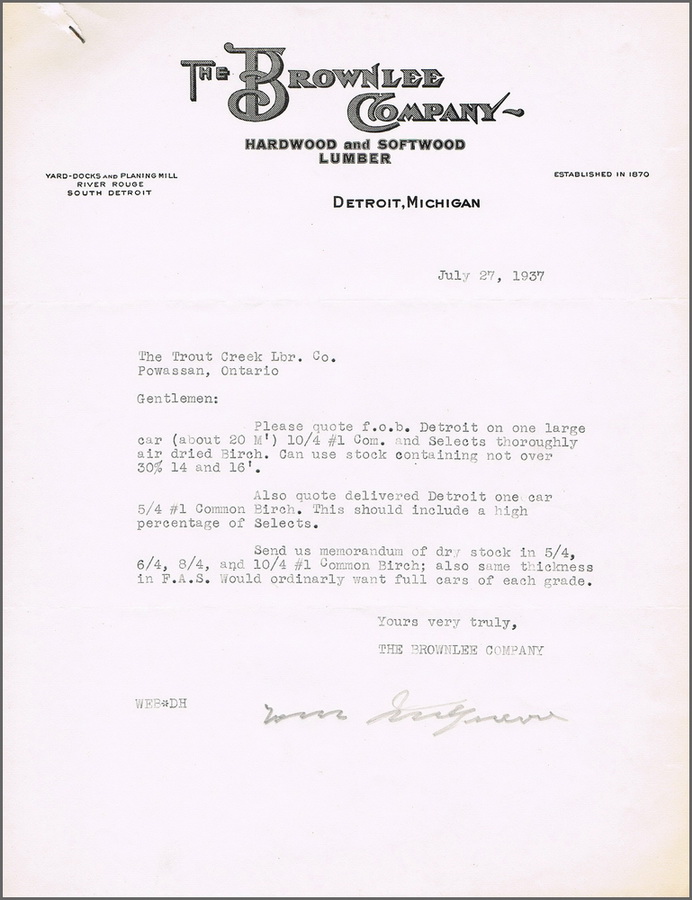 THE BROWNLEE
COMPANY
HARDWOOD and SOFTWOOD
LUMBER
YARD-DOCKS AND PLANING MILL
RIVER ROUGE
SOUTH DETROIT
ESTABLISHED IN 1870
DETROIT, MICHIGAN
July 27, 1937
The Trout Creek Lbr. Co.
Powassan, Ontario
Gentlemen:
Please quote f.o.b. Detroit on one large
car (about 20 M') 10/4 #1 Com. and Selects thoroughly
air dried Birch. Can use stock containing not over
30% 14 and 16'.
Also quote delivered Detroit one car
5/4 #1 Common Birch. This should include a high
percentage of Selects.
Send us memorandum of dry stock in 5/4,
6/4, 8/4, and 10/4 #1 Common Birch; also same thickness
in F.A.S. Would ordinarly want full cars of each grade.
Yours very truly,
THE BROWNLEE COMPANY
WEB*DH